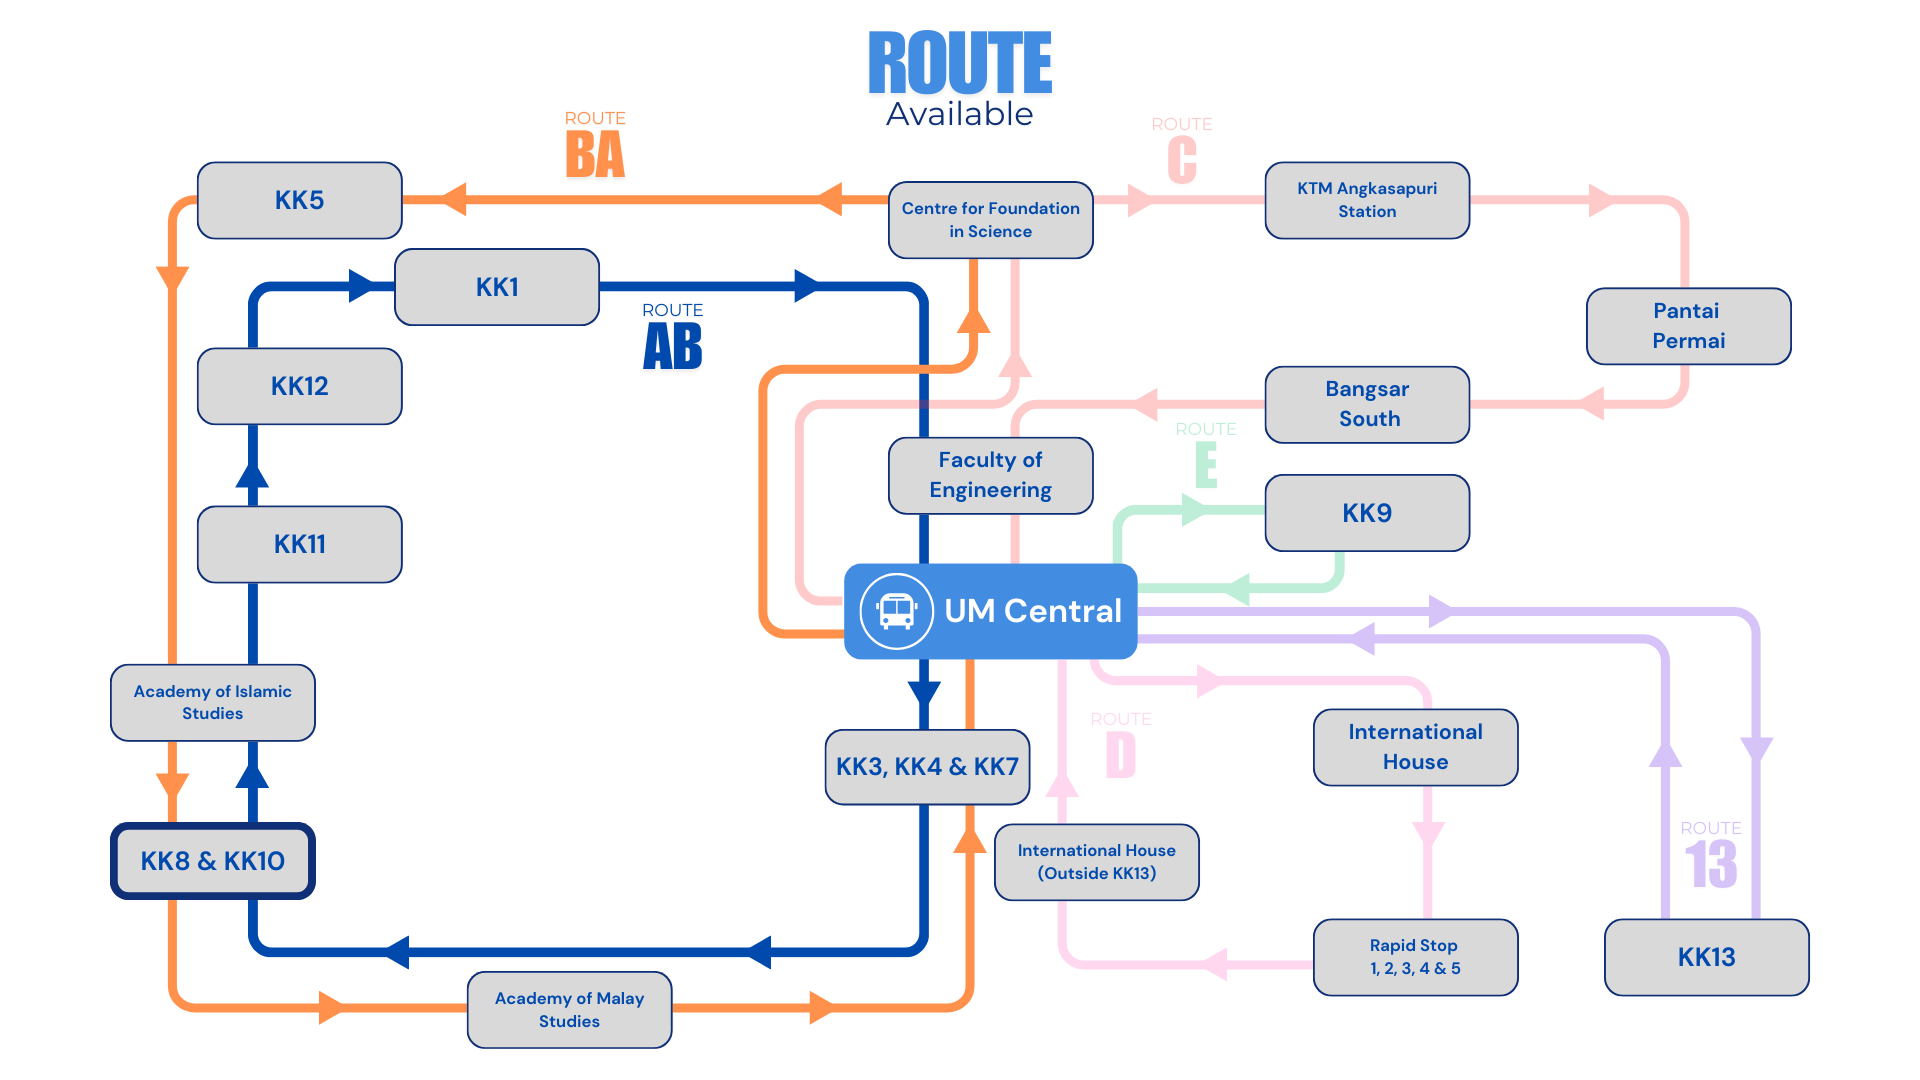 ROUTE
Available
ROUTE
BA
ROUTE
C
KK5
Centre for Foundation
in Science
KTM Angkasapuri
Station
KK1
ROUTE
AB
Pantai
Permai
KK12
Bangsar
South
ROUTE
E
Faculty of
Engineering
KK9
KK11
UM Central
Academy of Islamic
Studies
KK3, KK4 & KK7
ROUTE
D
International
House
KK8 & KK10
International House
(Outside KK13)
ROUTE
13
Rapid Stop
1, 2, 3, 4 & 5
KK13
Academy of Malay
Studies